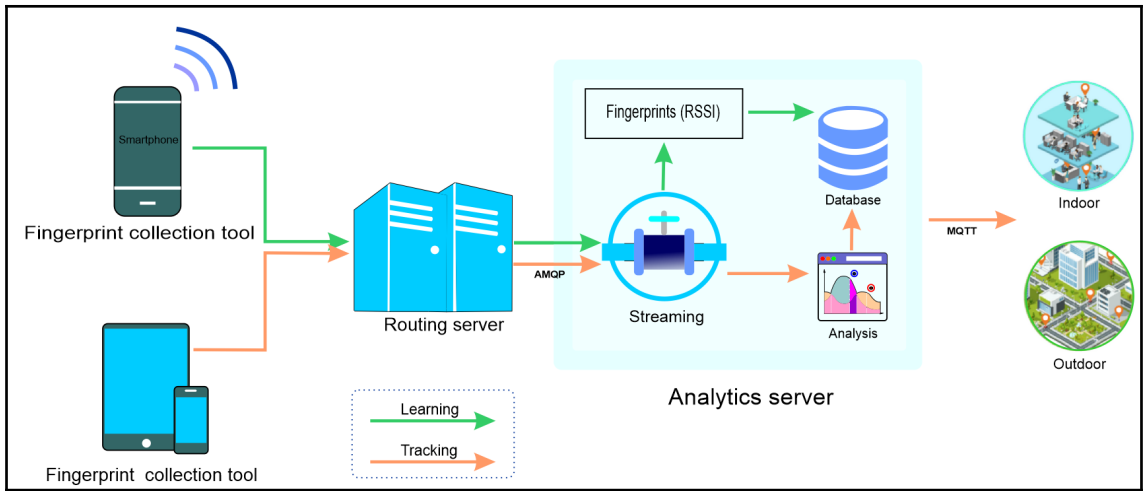 Smartphone
Fingerprint collection tool
Fingerprint collection tool
Routing server
AMQP
Fingerprints (RSSI)
Streaming
Database
Analysis
Analytics server
MQTT
Indoor
Outdoor
Learning
Tracking